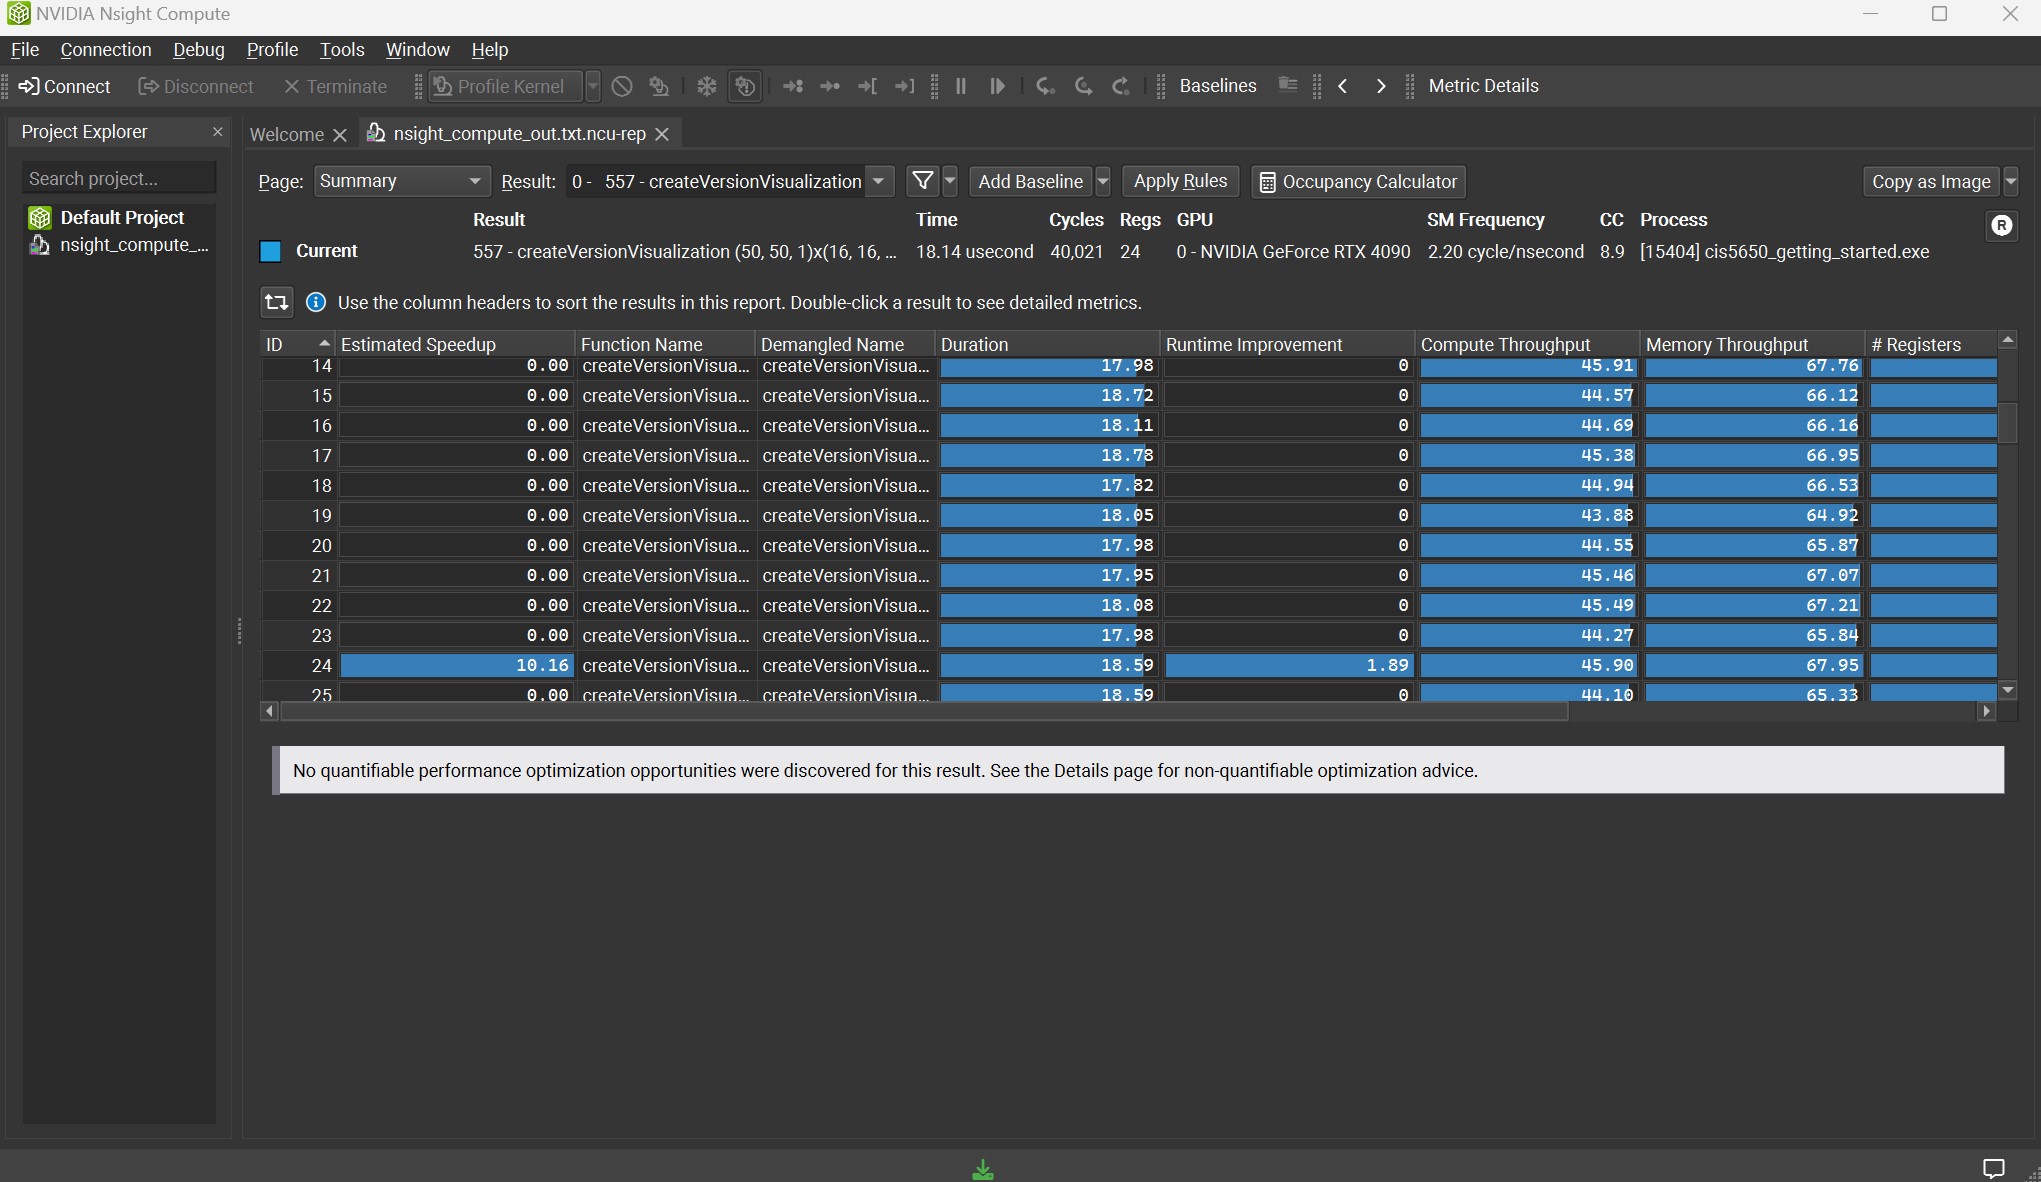 NVIDIA Nsight Compute
File Connection Debug Profile Tools Window Help
Connect Disconnect Terminate Profile Kernel Baselines Metric Details
Project Explorer
Search project...
Default Project
nsight_compute_...
Welcome nsight_compute_out.txt.ncu-rep
Page: Summary Result: 0 - 557 - createVersionVisualization Add Baseline Apply Rules Occupancy Calculator Copy as Image
Result Time Cycles Regs GPU SM Frequency CC Process
R
Current 557 - createVersionVisualization (50, 50, 1)x(16, 16, ... 18.14 usecond 40,021 24 0 - NVIDIA GeForce RTX 4090 2.20 cycle/nsecond 8.9 [15404] cis5650_getting_started.exe
Use the column headers to sort the results in this report. Double-click a result to see detailed metrics.
ID Estimated Speedup Function Name Demangled Name Duration Runtime Improvement Compute Throughput Memory Throughput # Registers
14 0.00 createVersionVisua... createVersionVisua... 17.98 0 45.91 67.76
15 0.00 createVersionVisua... createVersionVisua... 18.72 0 44.57 66.12
16 0.00 createVersionVisua... createVersionVisua... 18.11 0 44.69 66.16
17 0.00 createVersionVisua... createVersionVisua... 18.78 0 45.38 66.95
18 0.00 createVersionVisua... createVersionVisua... 17.82 0 44.94 66.53
19 0.00 createVersionVisua... createVersionVisua... 18.05 0 43.88 64.92
20 0.00 createVersionVisua... createVersionVisua... 17.98 0 44.55 65.87
21 0.00 createVersionVisua... createVersionVisua... 17.95 0 45.46 67.07
22 0.00 createVersionVisua... createVersionVisua... 18.08 0 45.49 67.21
23 0.00 createVersionVisua... createVersionVisua... 17.98 0 44.27 65.84
24 10.16 createVersionVisua... createVersionVisua... 18.59 1.89 45.90 67.95
25 0.00 createVersionVisua... createVersionVisua... 18.59 0 44.10 65.33
No quantifiable performance optimization opportunities were discovered for this result. See the Details page for non-quantifiable optimization advice.